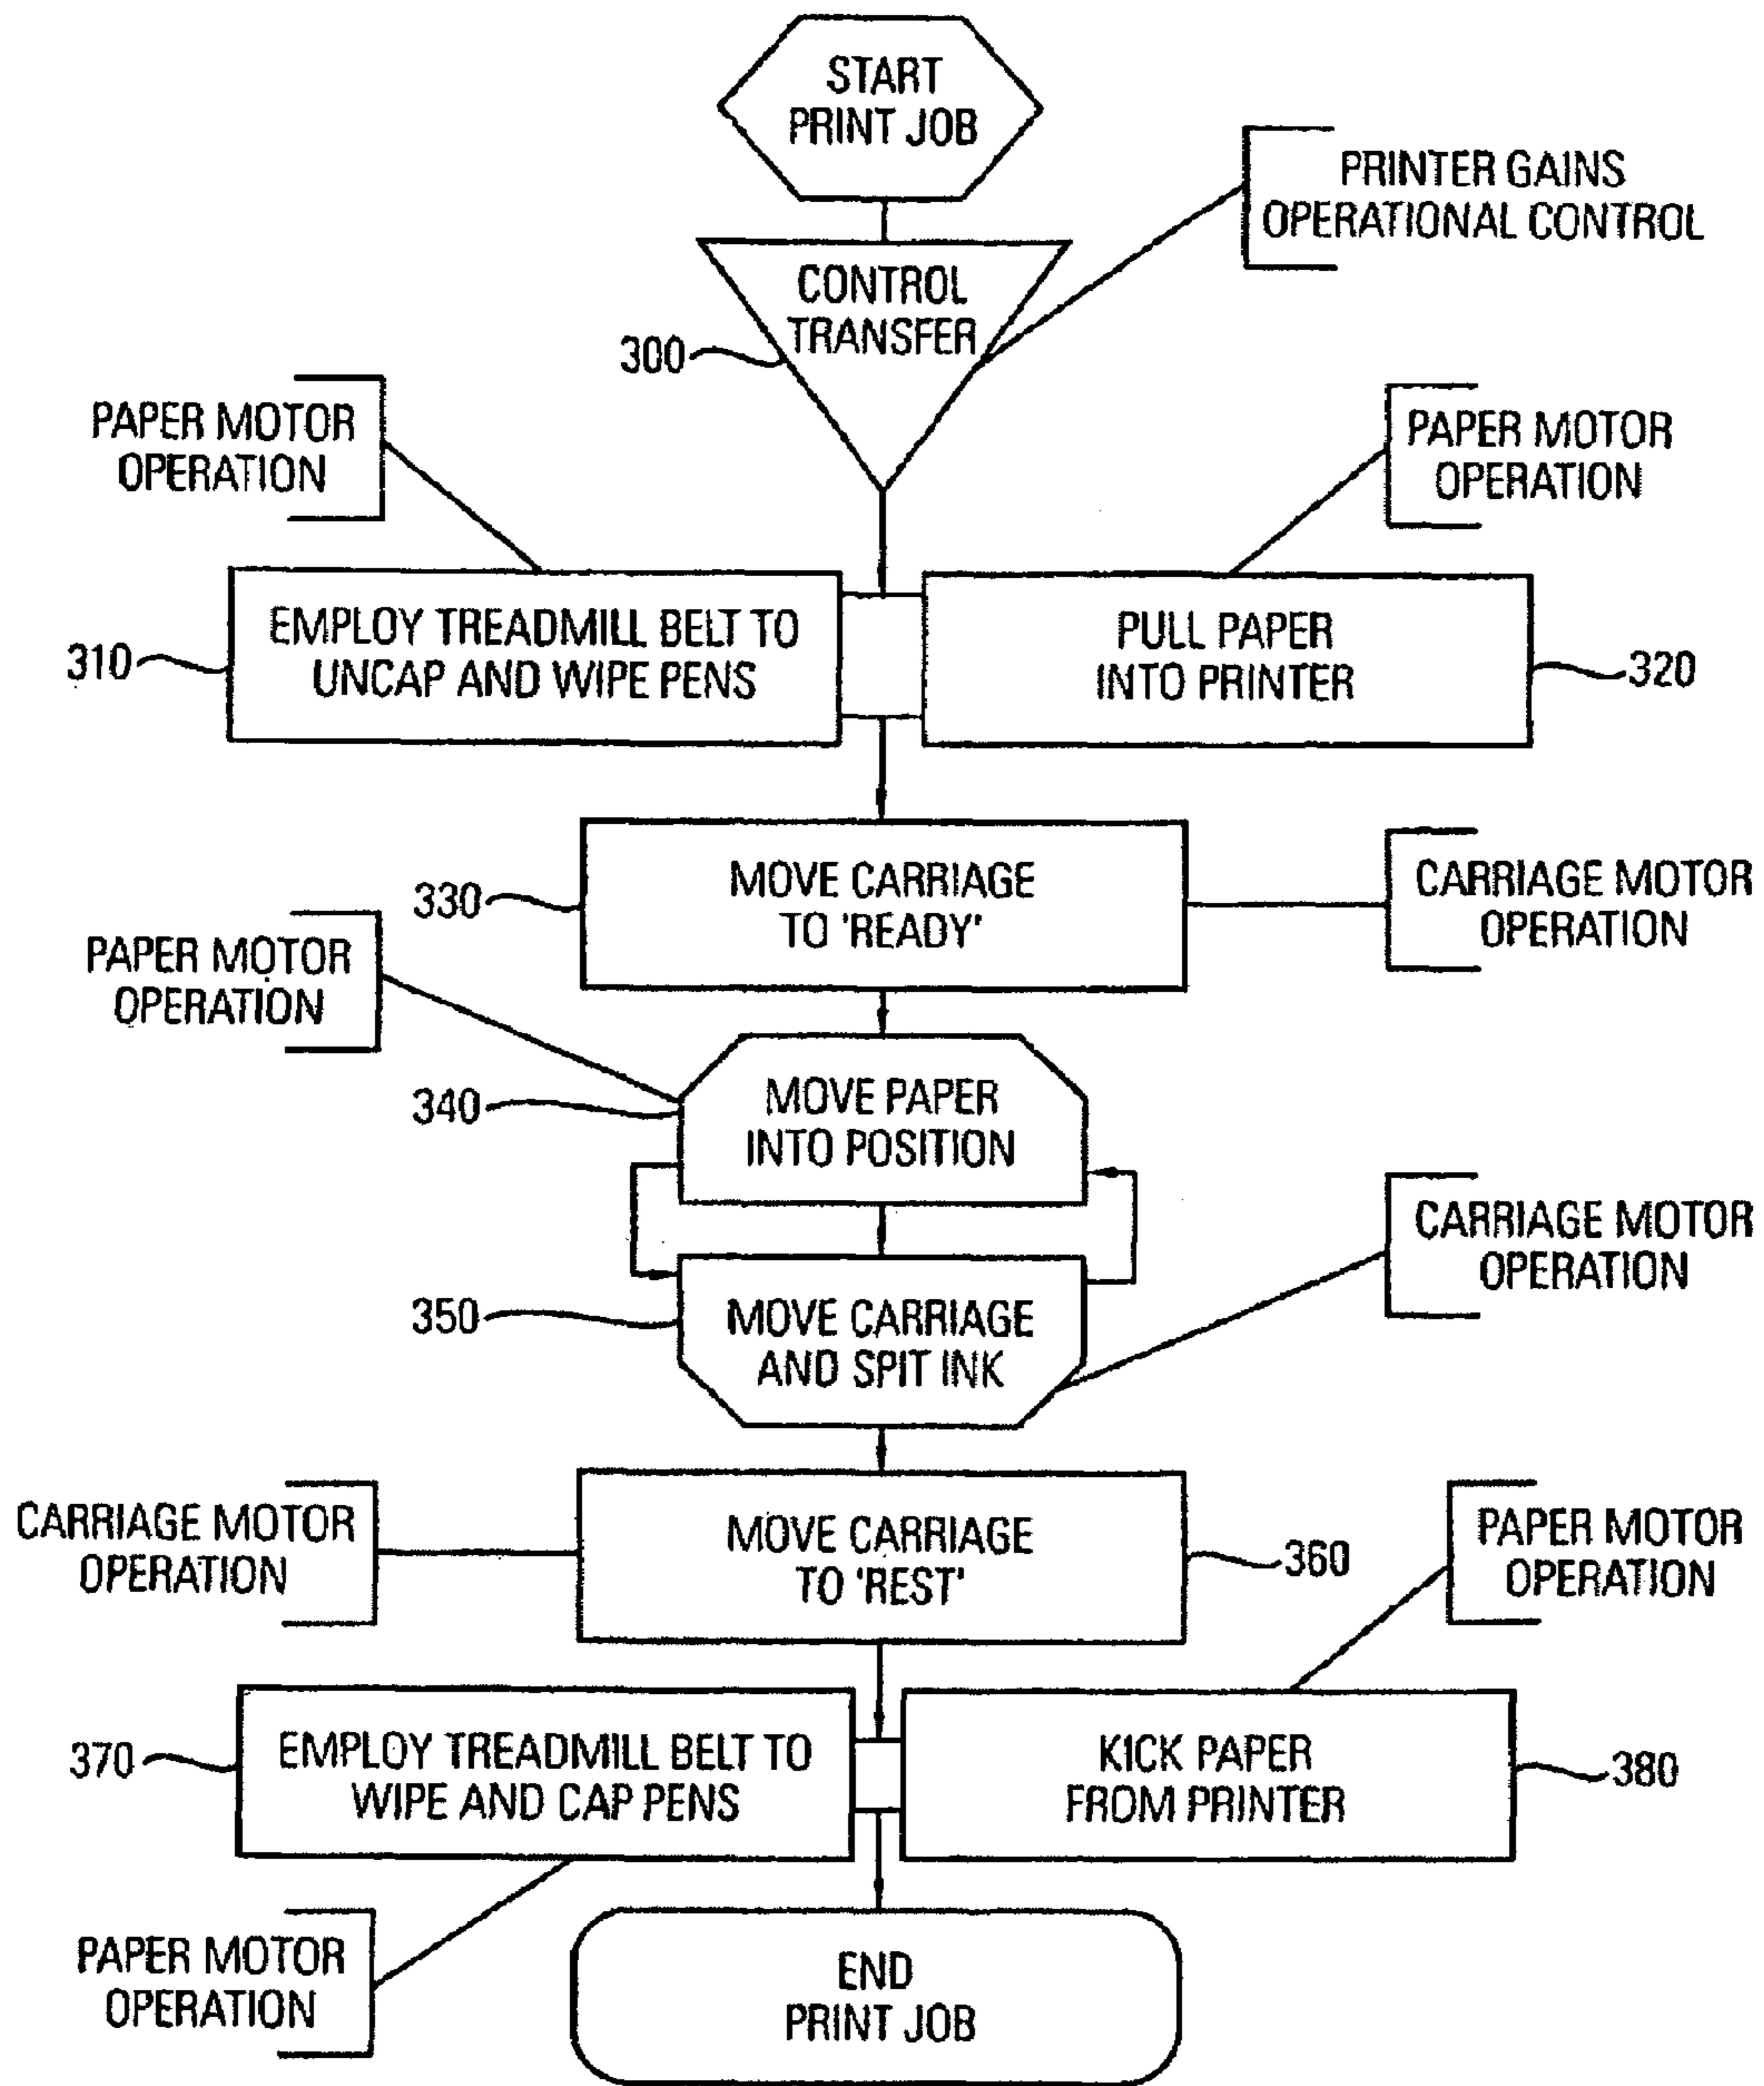 START
PRINT JOB
PRINTER GAINS
OPERATIONAL CONTROL
CONTROL
TRANSFER
300
PAPER MOTOR
OPERATION
PAPER MOTOR
OPERATION
310
EMPLOY TREADMILL BELT TO
UNCAP AND WIPE PENS
PULL PAPER
INTO PRINTER
320
330
MOVE CARRIAGE
TO 'READY'
CARRIAGE MOTOR
OPERATION
PAPER MOTOR
OPERATION
340
MOVE PAPER
INTO POSITION
350
MOVE CARRIAGE
AND SPIT INK
CARRIAGE MOTOR
OPERATION
CARRIAGE MOTOR
OPERATION
MOVE CARRIAGE
TO 'REST'
360
PAPER MOTOR
OPERATION
370
EMPLOY TREADMILL BELT TO
WIPE AND CAP PENS
KICK PAPER
FROM PRINTER
380
PAPER MOTOR
OPERATION
END
PRINT JOB